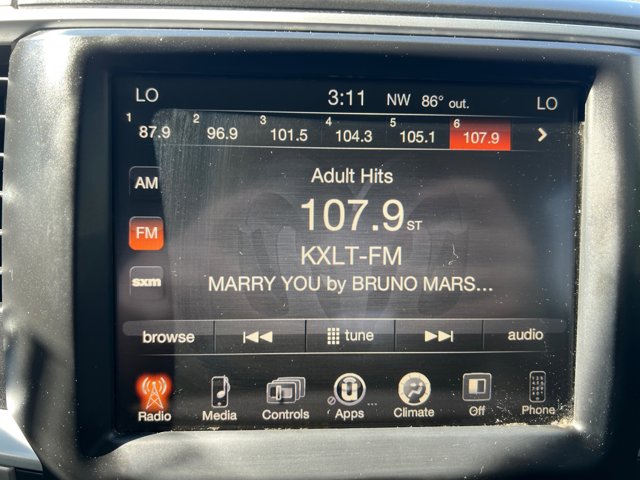 LO 3:11 NW 86° out. LO
1 87.9 2 96.9 3 101.5 4 104.3 5 105.1 6 107.9
Adult Hits
AM
107.9 ST
FM
KXLT-FM
sxm
MARRY YOU by BRUNO MARS...
browse tune audio
Radio Media Controls Apps Climate Off Phone